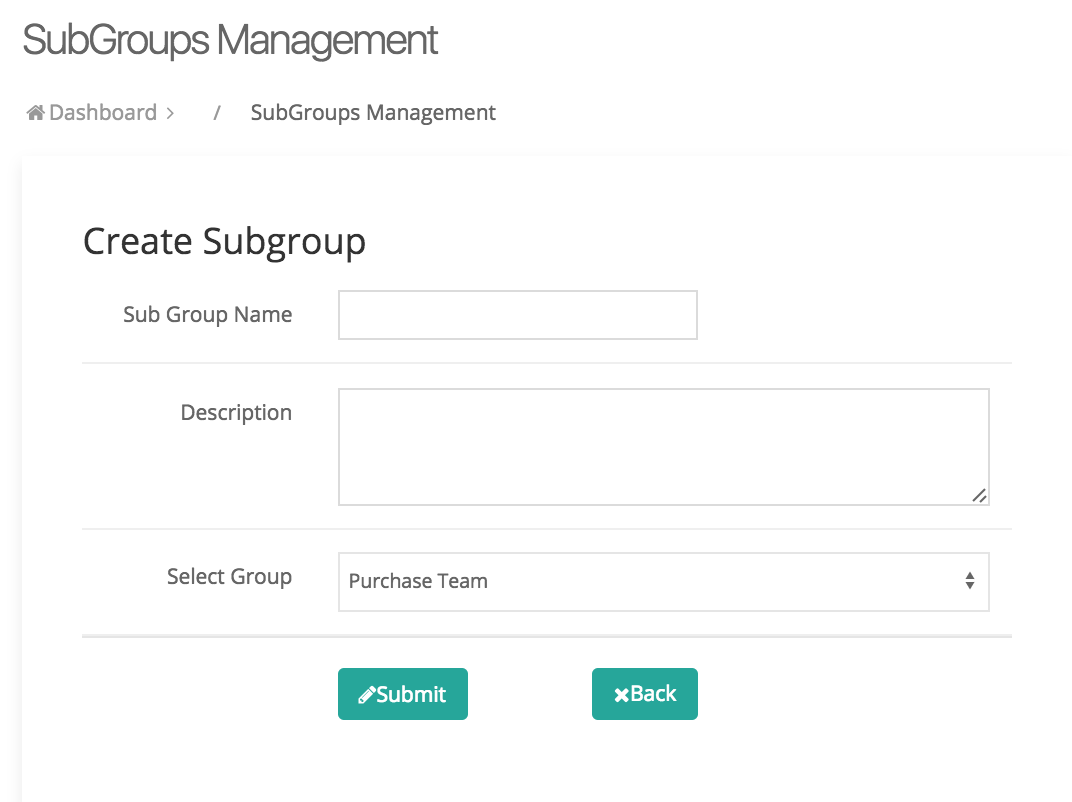 SubGroups Management
Dashboard > / SubGroups Management
Create Subgroup
Sub Group Name
Description
Select Group Purchase Team
Submit Back